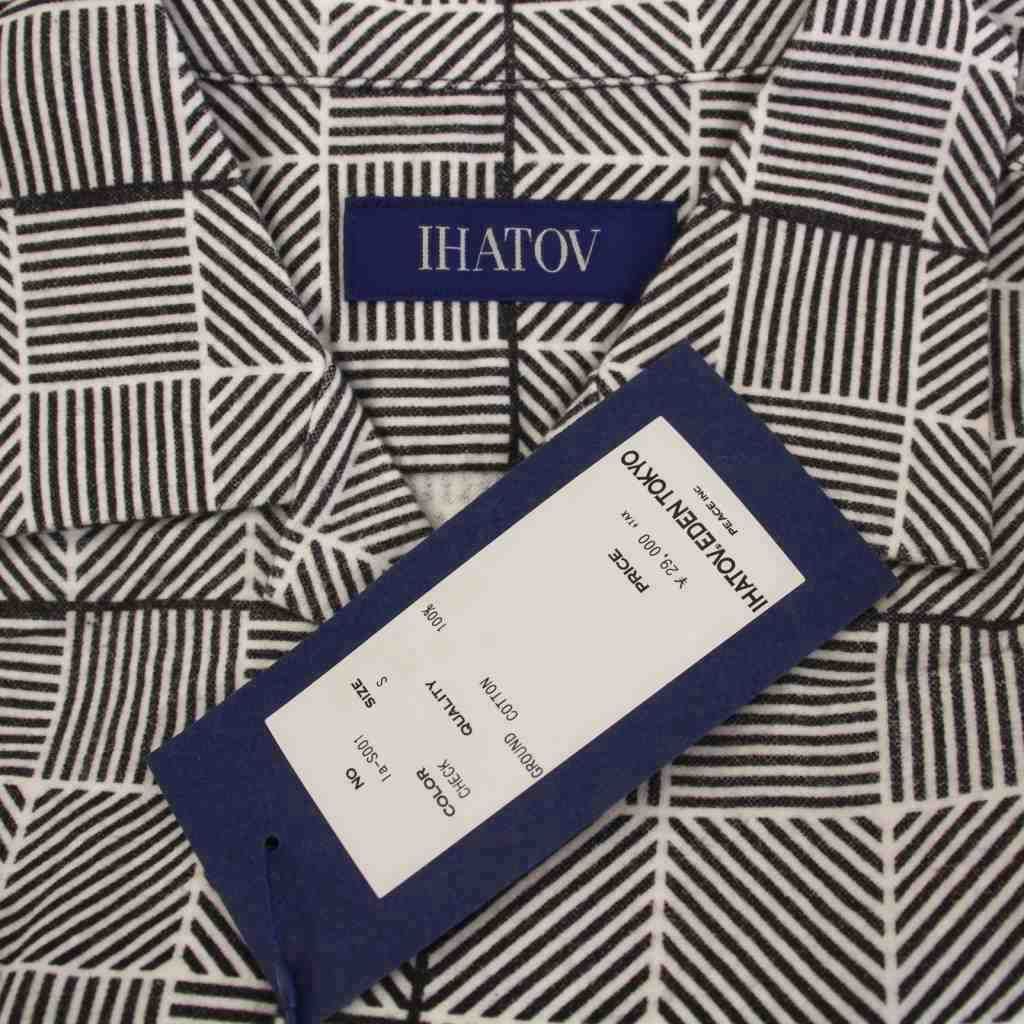 IHATOV
NO
la-S001
SIZE
S
COLOR
CHECK
QUALITY
100%
GROUND COTTON
PRICE
¥ 29,000 +TAX
PEACE INC
IHATOV.EDEN TOKYO